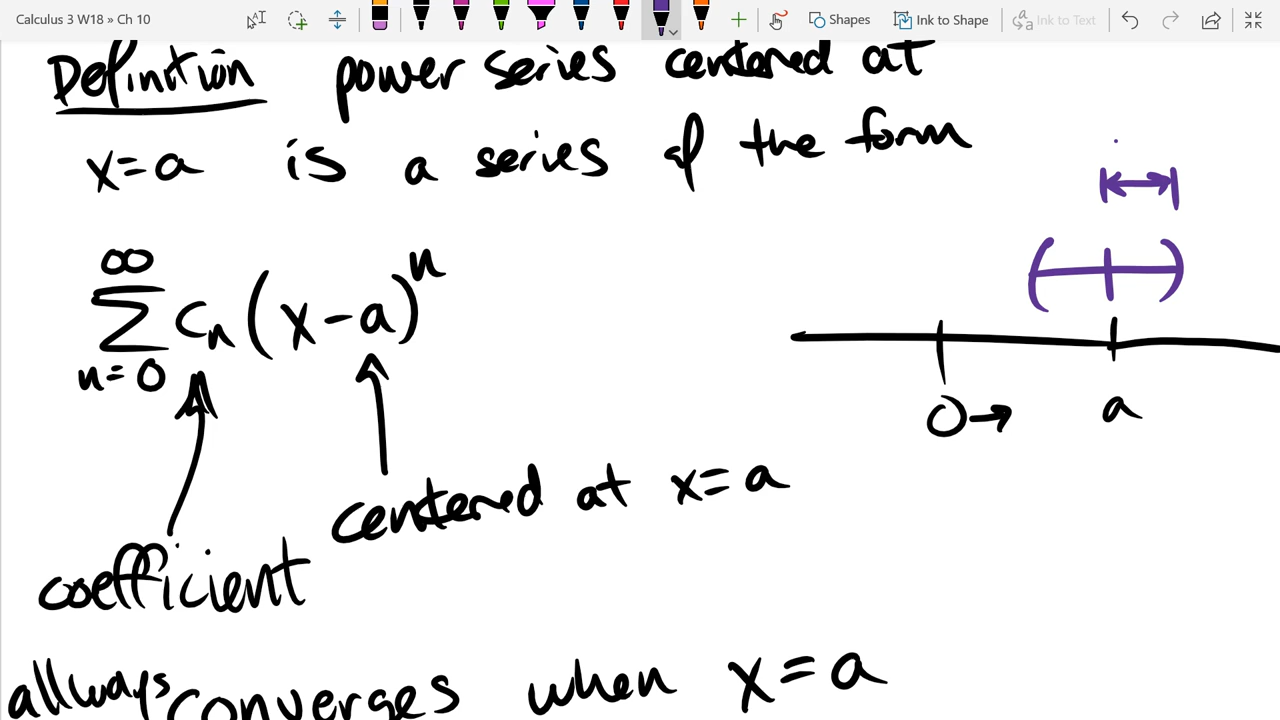 Calculus 3 W18 » Ch 10
Shapes
Ink to Shape
Ink to Text
Definition power series centered at
x=a is a series of the form
∞
∑ cₙ(x-a)ⁿ
n=0
0→ a
centered at x=a
coefficient
allways converges when x=a